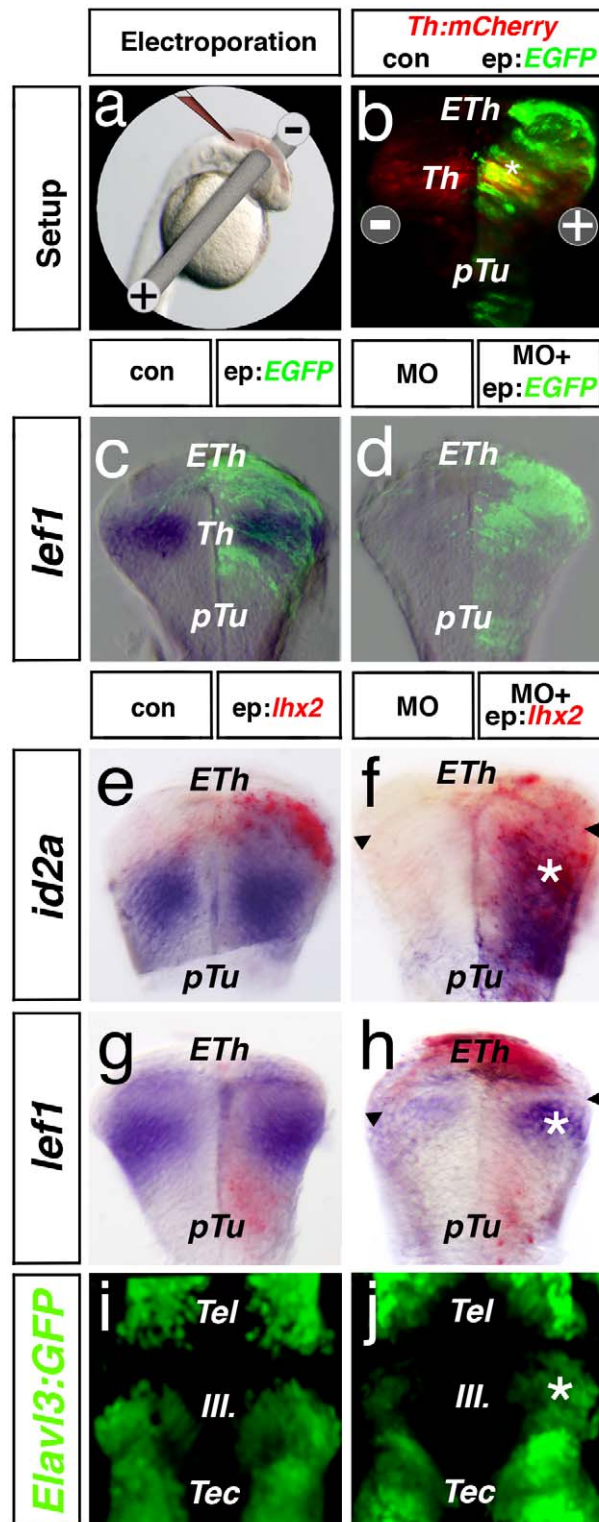 Electroporation
Th:mCherry
con ep:EGFP
Setup
a
-
+
b
ETh
Th
*
-
+
pTu
con
ep:EGFP
MO
MO+
ep:EGFP
lef1
c
ETh
Th
pTu
d
ETh
pTu
con
ep:lhx2
MO
MO+
ep:lhx2
id2a
e
ETh
pTu
f
ETh
*
pTu
lef1
g
ETh
pTu
h
ETh
*
pTu
Elavl3:GFP
i
Tel
III.
Tec
j
Tel
III.
*
Tec